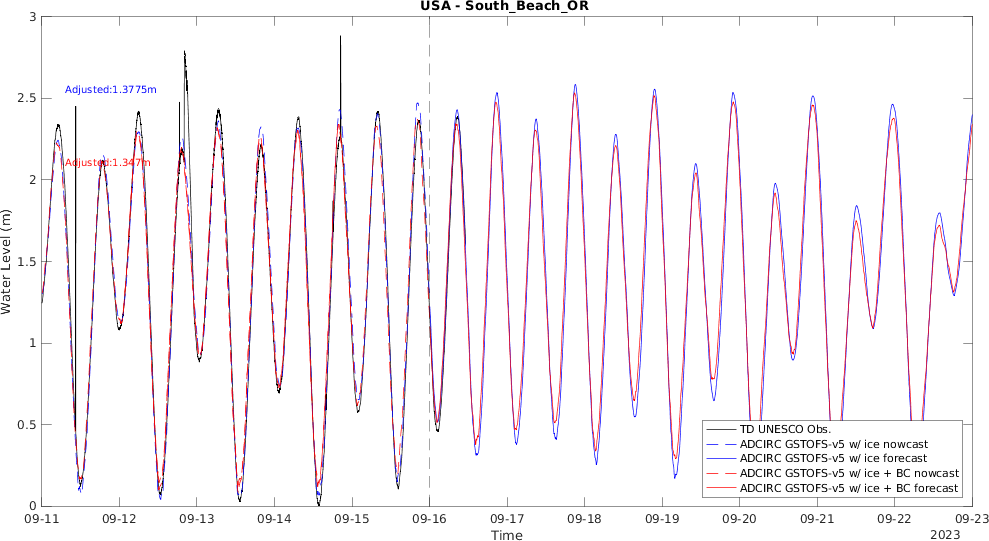 USA - South_Beach_OR
3
2.5
2
1.5
1
0.5
0
Water Level (m)
Adjusted:1.3775m
Adjusted:1.347m
TD UNESCO Obs.
ADCIRC GSTOFS-v5 w/ ice nowcast
ADCIRC GSTOFS-v5 w/ ice forecast
ADCIRC GSTOFS-v5 w/ ice + BC nowcast
ADCIRC GSTOFS-v5 w/ ice + BC forecast
09-11 09-12 09-13 09-14 09-15 09-16 09-17 09-18 09-19 09-20 09-21 09-22 09-23
Time
2023